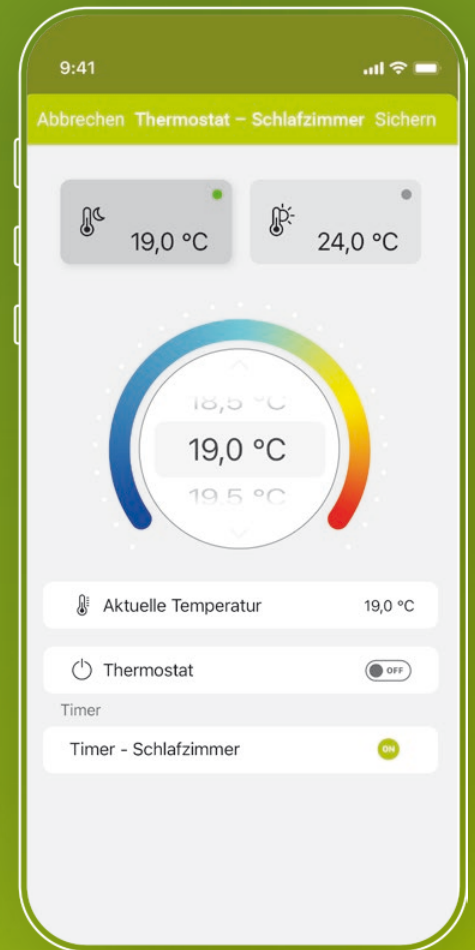 9:41
Abbrechen Thermostat – Schlafzimmer Sichern
19,0 °C
24,0 °C
18,5 °C
19,0 °C
19,5 °C
Aktuelle Temperatur 19,0 °C
Thermostat OFF
Timer
Timer - Schlafzimmer ON